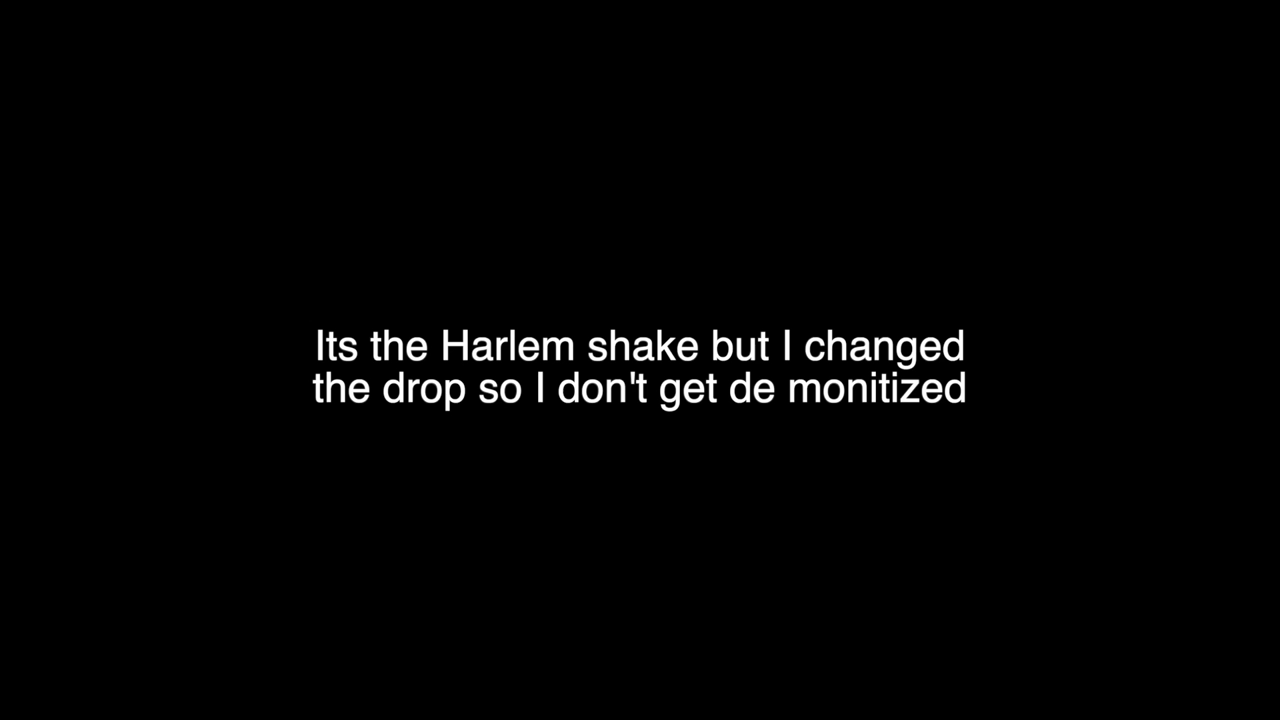 Its the Harlem shake but I changed
the drop so I don't get de monitized